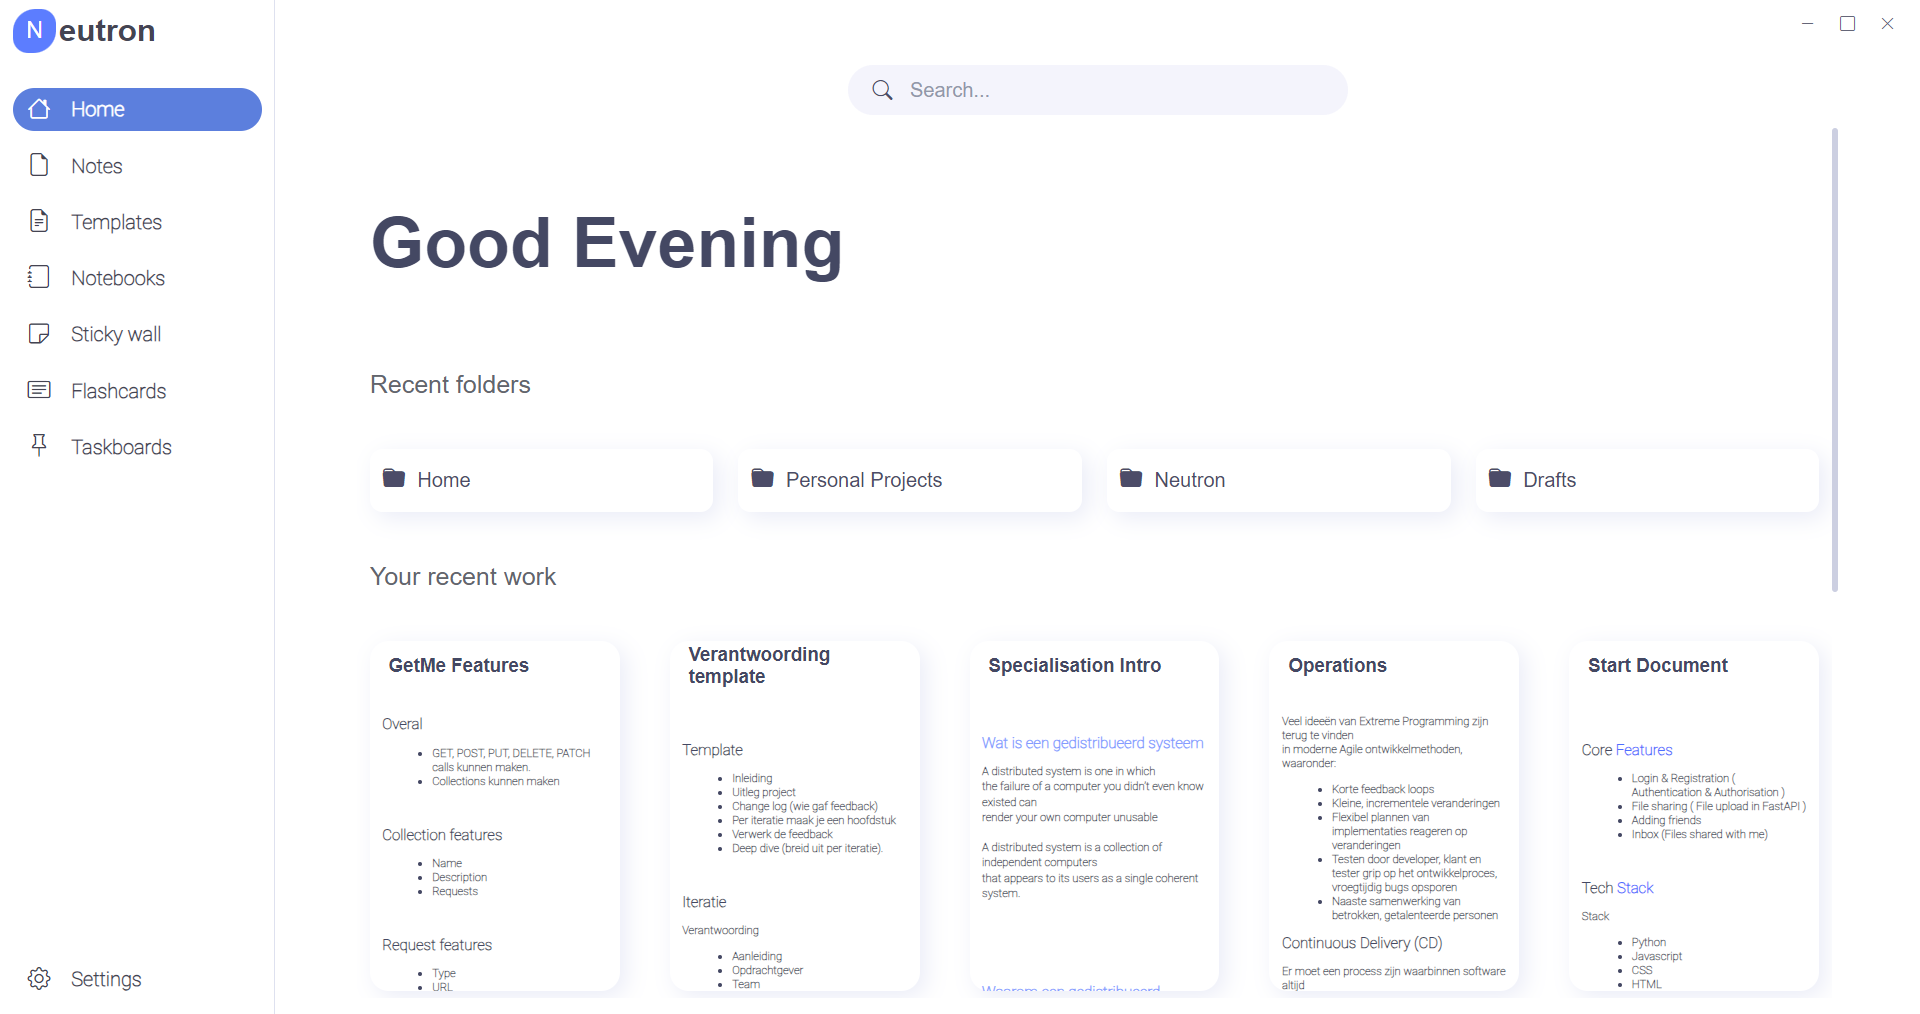 Neutron
Home
Notes
Templates
Notebooks
Sticky wall
Flashcards
Taskboards
Settings
Search...
Good Evening
Recent folders
Home
Personal Projects
Neutron
Drafts
Your recent work
GetMe Features
Overal
GET, POST, PUT, DELETE, PATCH
calls kunnen maken.
Collections kunnen maken
Collection features
Name
Description
Requests
Request features
Type
URL
Verantwoording
template
Template
Inleiding
Uitleg project
Change log (wie gaf feedback)
Per iteratie maak je een hoofdstuk
Verwerk de feedback
Deep dive (breid uit per iteratie).
Iteratie
Verantwoording
Aanleiding
Opdrachtgever
Team
Specialisation Intro
Wat is een gedistribueerd systeem
A distributed system is one in which
the failure of a computer you didn't even know
existed can
render your own computer unusable
A distributed system is a collection of
independent computers
that appears to its users as a single coherent
system.
Waarom een gedistribueerd
Operations
Veel ideeën van Extreme Programming zijn
terug te vinden
in moderne Agile ontwikkelmethoden,
waaronder:
Korte feedback loops
Kleine, incrementele veranderingen
Flexibel plannen van
implementaties reageren op
veranderingen
Testen door developer, klant en
tester grip op het ontwikkelproces,
vroegtijdig bugs opsporen
Naaste samenwerking van
betrokken, getalenteerde personen
Continuous Delivery (CD)
Er moet een process zijn waarbinnen software
altijd
Start Document
Core Features
Login & Registration (
Authentication & Authorisation )
File sharing ( File upload in FastAPI )
Adding friends
Inbox (Files shared with me)
Tech Stack
Stack
Python
Javascript
CSS
HTML